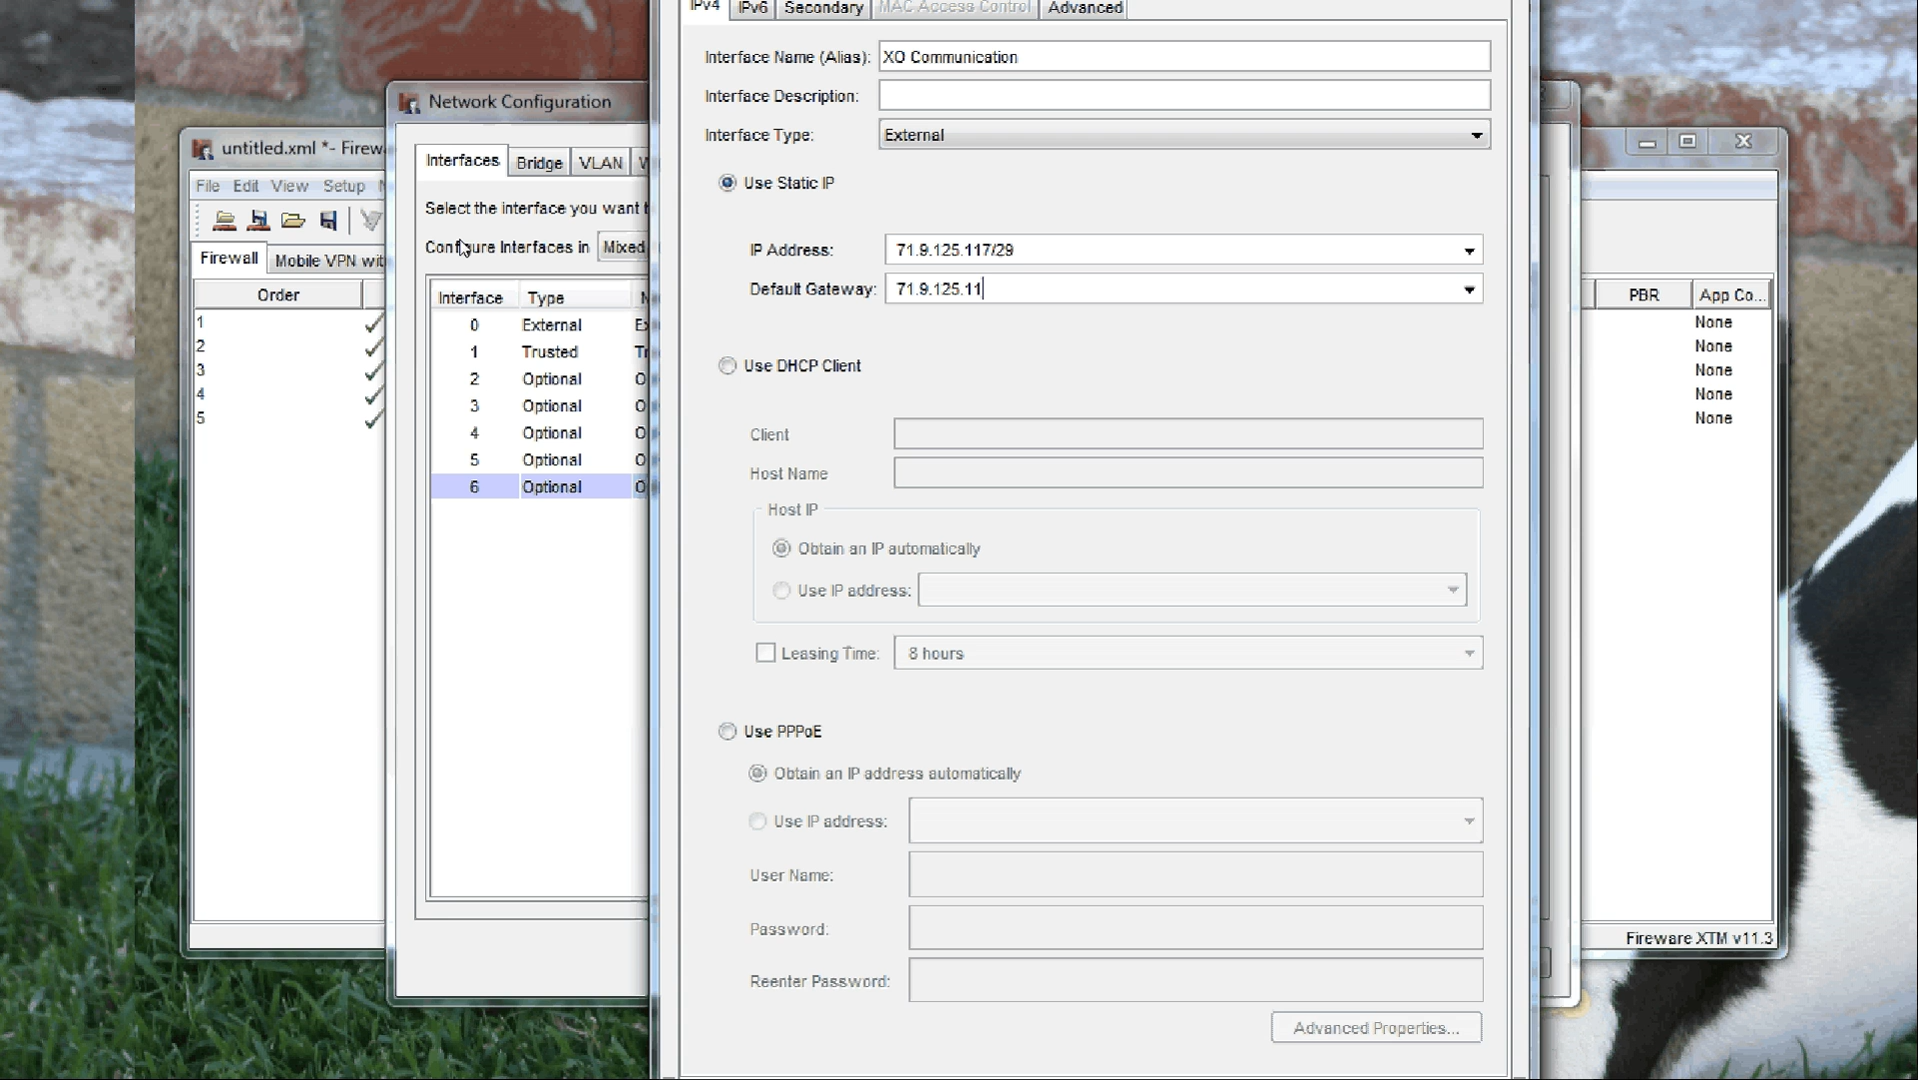 IPv4 IPv6 Secondary MAC Access Control Advanced
Interface Name (Alias): XO Communication
Interface Description:
Interface Type: External
Use Static IP
IP Address: 71.9.125.117/29
Default Gateway: 71.9.125.11
Use DHCP Client
Client
Host Name
Host IP
Obtain an IP automatically
Use IP address:
Leasing Time: 8 hours
Use PPPoE
Obtain an IP address automatically
Use IP address:
User Name:
Password:
Reenter Password:
Advanced Properties...
Network Configuration
Interfaces Bridge VLAN W
Select the interface you want t
Configure Interfaces in Mixed
Interface Type N
0 External Ex
1 Trusted Tr
2 Optional O
3 Optional O
4 Optional O
5 Optional O
6 Optional O
untitled.xml *- Firewa
File Edit View Setup N
Firewall Mobile VPN wit
Order
1
2
3
4
5
PBR App Co...
None
None
None
None
None
Fireware XTM v11.3